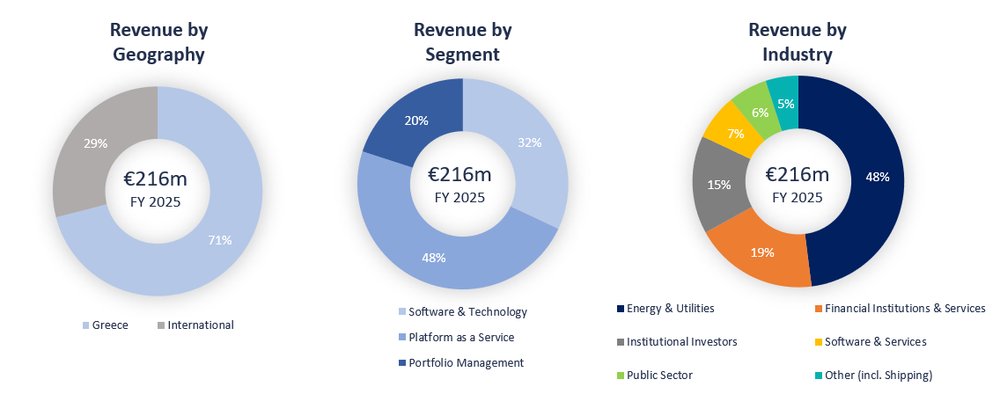 Revenue by
Geography
29%
€216m
FY 2025
71%
Greece
International
Revenue by
Segment
20%
32%
€216m
FY 2025
48%
Software & Technology
Platform as a Service
Portfolio Management
Revenue by
Industry
5%
6%
7%
15%
48%
€216m
FY 2025
19%
Energy & Utilities
Financial Institutions & Services
Institutional Investors
Software & Services
Public Sector
Other (incl. Shipping)